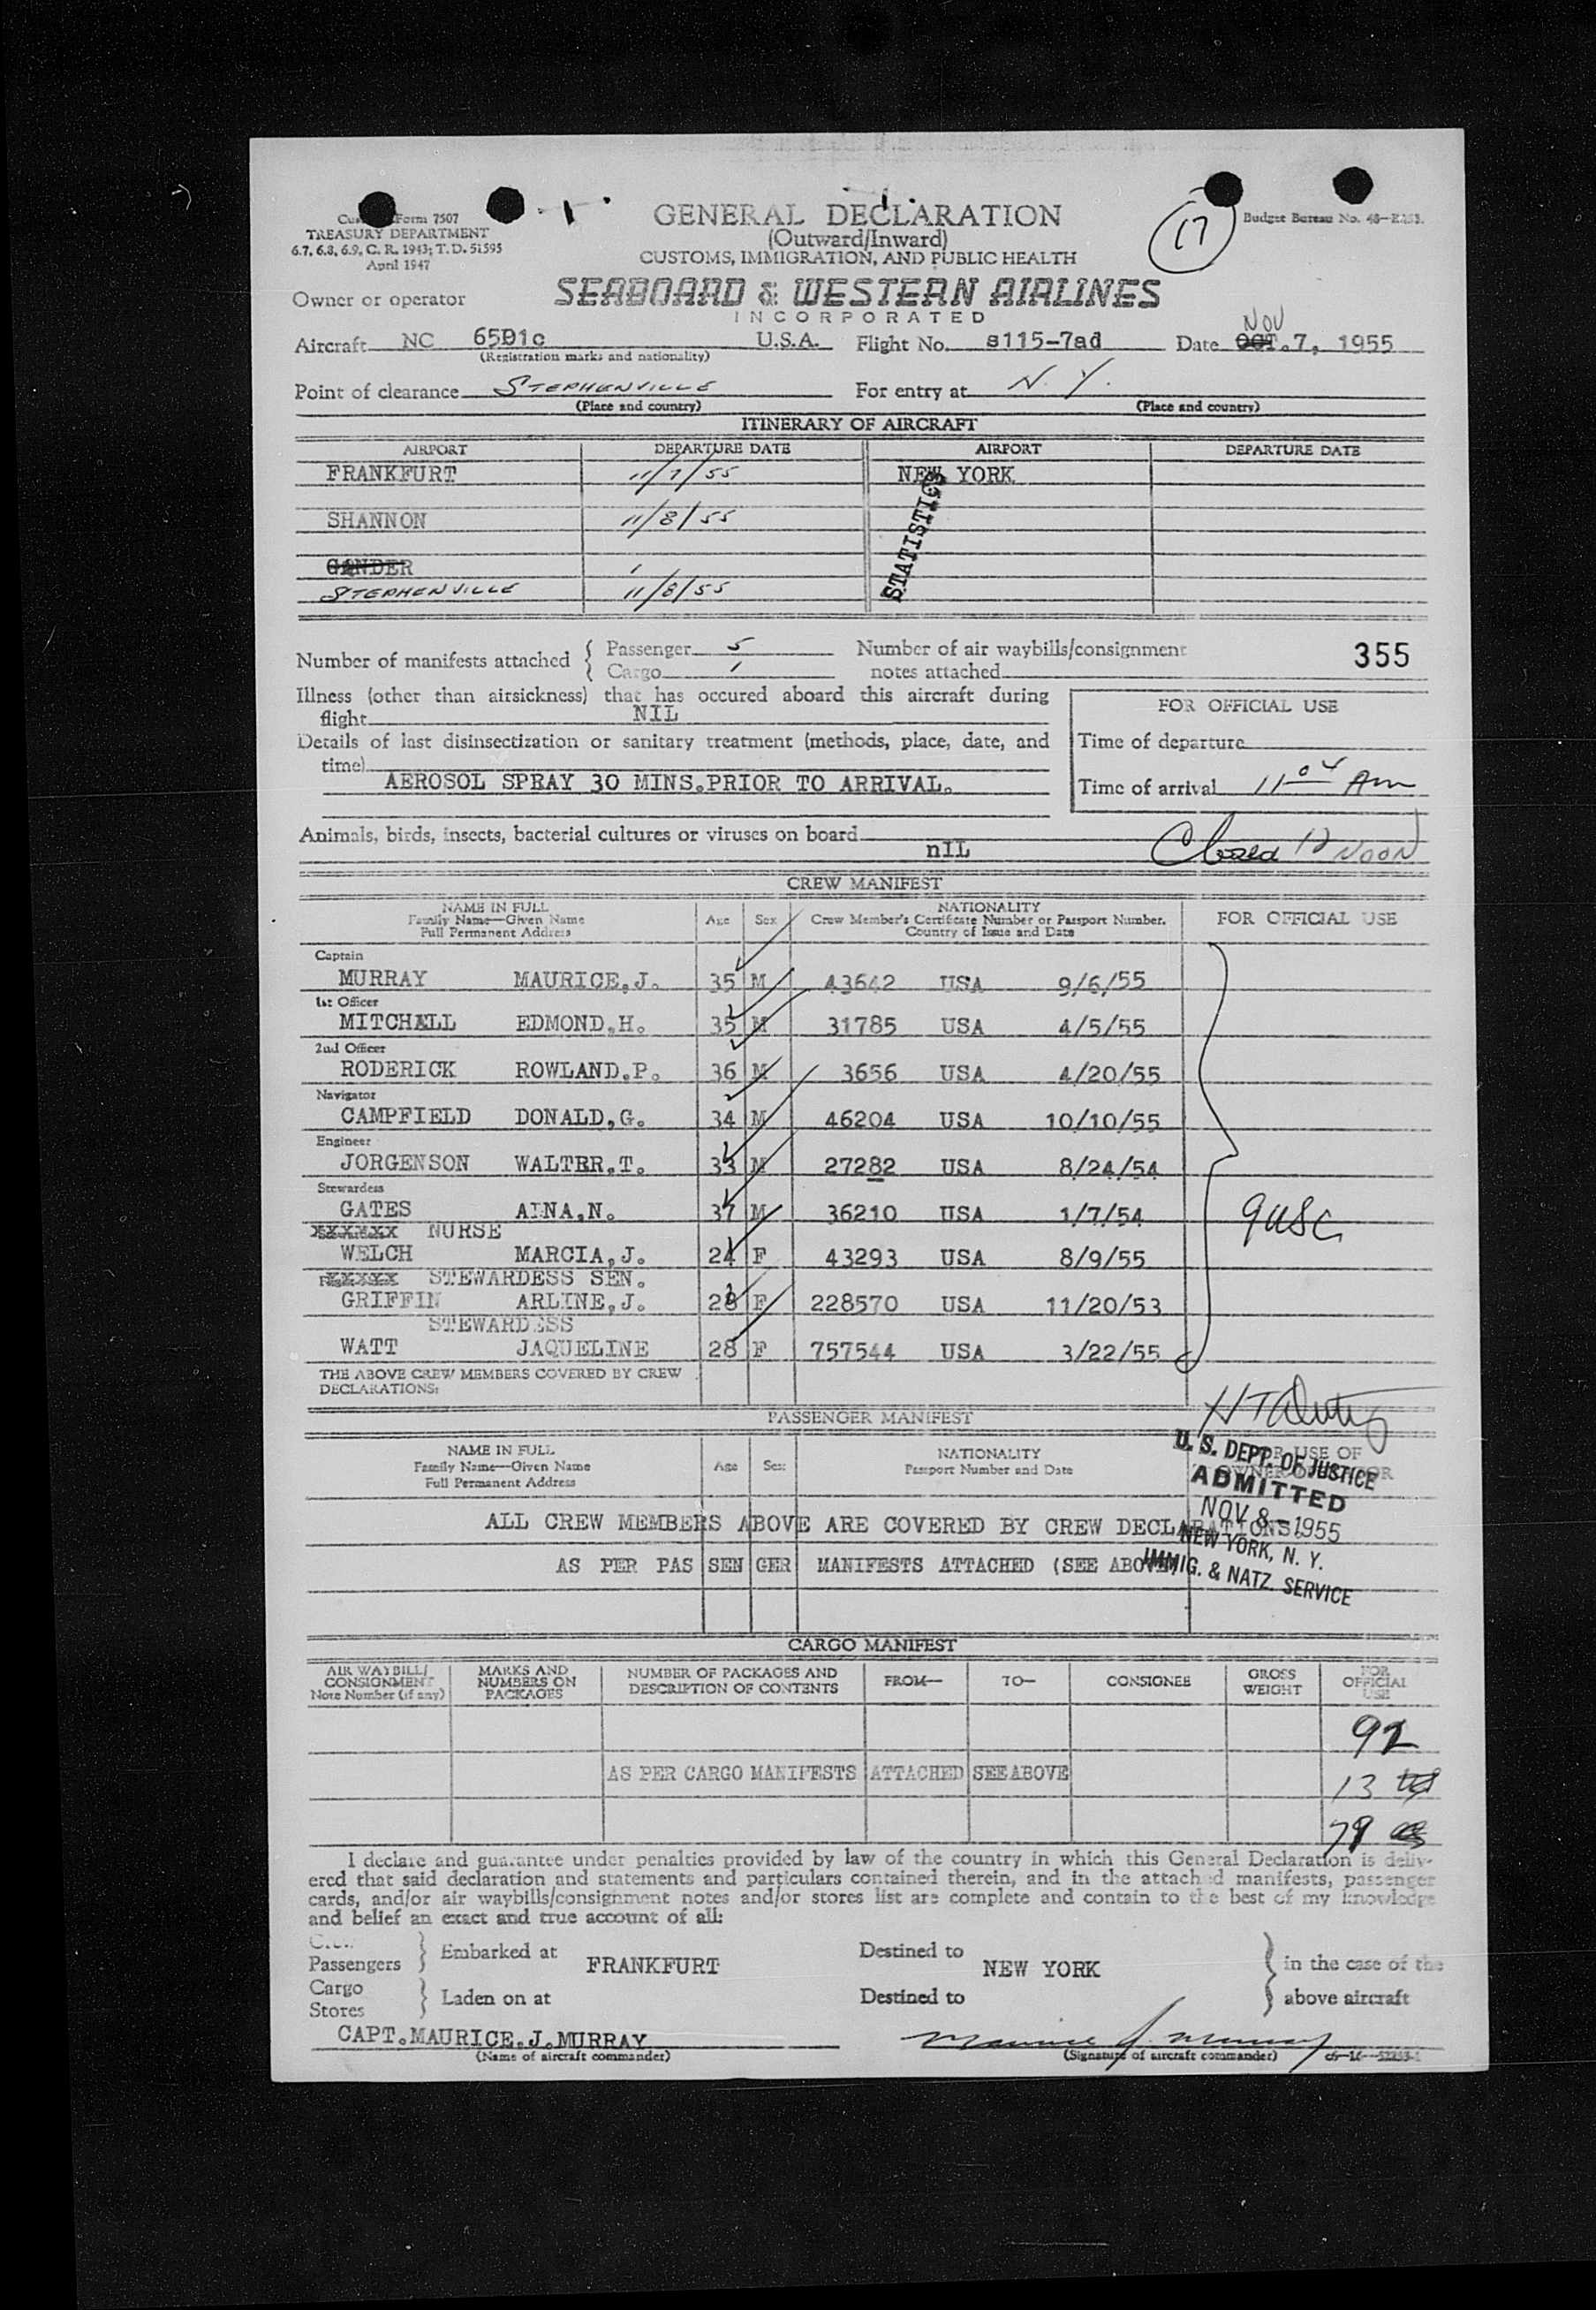 Form 7507
TREASURY DEPARTMENT
6.7, 6.8, 6.9, C. R. 1943; T. D. 51595
April 1947
GENERAL DECLARATION
(Outward/Inward)
CUSTOMS, IMMIGRATION, AND PUBLIC HEALTH
17
Budget Bureau No.
Owner or operator
SEABOARD & WESTERN AIRLINES
INCORPORATED
Aircraft NC 65D1c U.S.A. Flight No. s115-7ad Date OCT. NOV 7, 1955
(Registration marks and nationality)
Point of clearance STEPHENVILLE For entry at N. Y.
(Place and country) (Place and country)
ITINERARY OF AIRCRAFT
AIRPORT DEPARTURE DATE AIRPORT DEPARTURE DATE
FRANKFURT 11/7/55 NEW YORK
SHANNON 11/8/55
STATISTICS
GANDER
STEPHENVILLE 11/8/55
Number of manifests attached { Passenger 5 Number of air waybills/consignment 355
{ Cargo 1 notes attached
Illness (other than airsickness) that has occured aboard this aircraft during
flight NIL
FOR OFFICIAL USE
Details of last disinsectization or sanitary treatment (methods, place, date, and
time)
AEROSOL SPRAY 30 MINS.PRIOR TO ARRIVAL.
Time of departure
Time of arrival 11 04 Am
Animals, birds, insects, bacterial cultures or viruses on board nIL
Closed 12 NOON
CREW MANIFEST
NAME IN FULL
Family Name—Given Name
Full Permanent Address
Age Sex
NATIONALITY
Crew Member's Certificate Number or Passport Number.
Country of Issue and Date
FOR OFFICIAL USE
Captain
MURRAY MAURICE,J. 35 M 43642 USA 9/6/55
1st Officer
MITCHALL EDMOND.H. 35 M 31785 USA 4/5/55
2nd Officer
RODERICK ROWLAND.P. 36 M 3656 USA 4/20/55
Navigator
CAMPFIELD DONALD,G. 34 M 46204 USA 10/10/55
Engineer
JORGENSON WALTER.T. 33 M 27282 USA 8/24/54
Stewardess
GATES AINA,N. 37 M 36210 USA 1/7/54
9 USC
NURSE
WELCH MARCIA,J. 24 F 43293 USA 8/9/55
STEWARDESS SEN.
GRIFFIN ARLINE,J. 28 F 228570 USA 11/20/53
STEWARDESS
WATT JAQUELINE 28 F 757544 USA 3/22/55
THE ABOVE CREW MEMBERS COVERED BY CREW
DECLARATIONS:
PASSENGER MANIFEST
NAME IN FULL
Family Name—Given Name
Full Permanent Address
Age Sex
NATIONALITY
Passport Number and Date
U. S. DEPT. OF JUSTICE
ADMITTED
NOV 8 - 1955
NEW YORK, N. Y.
IMMIG. & NATZ. SERVICE
ALL CREW MEMBERS ABOVE ARE COVERED BY CREW DECLARATIONS.
AS PER PASSENGER MANIFESTS ATTACHED (SEE ABOVE)
CARGO MANIFEST
AIR WAYBILL/
CONSIGNMENT
Note Number (if any)
MARKS AND
NUMBERS ON
PACKAGES
NUMBER OF PACKAGES AND
DESCRIPTION OF CONTENTS
FROM— TO— CONSIGNEE
GROSS
WEIGHT
FOR
OFFICIAL
USE
92
AS PER CARGO MANIFESTS ATTACHED SEE ABOVE
13
79
I declare and guarantee under penalties provided by law of the country in which this General Declaration is deliv-
ered that said declaration and statements and particulars contained therein, and in the attached manifests, passenger
cards, and/or air waybills/consignment notes and/or stores list are complete and contain to the best of my knowledge
and belief an exact and true account of all:
Crew
Passengers } Embarked at FRANKFURT Destined to NEW YORK } in the case of the
Cargo
Stores } Laden on at Destined to } above aircraft
CAPT.MAURICE.J.MURRAY Maurice J. Murray
(Name of aircraft commander) (Signature of aircraft commander)